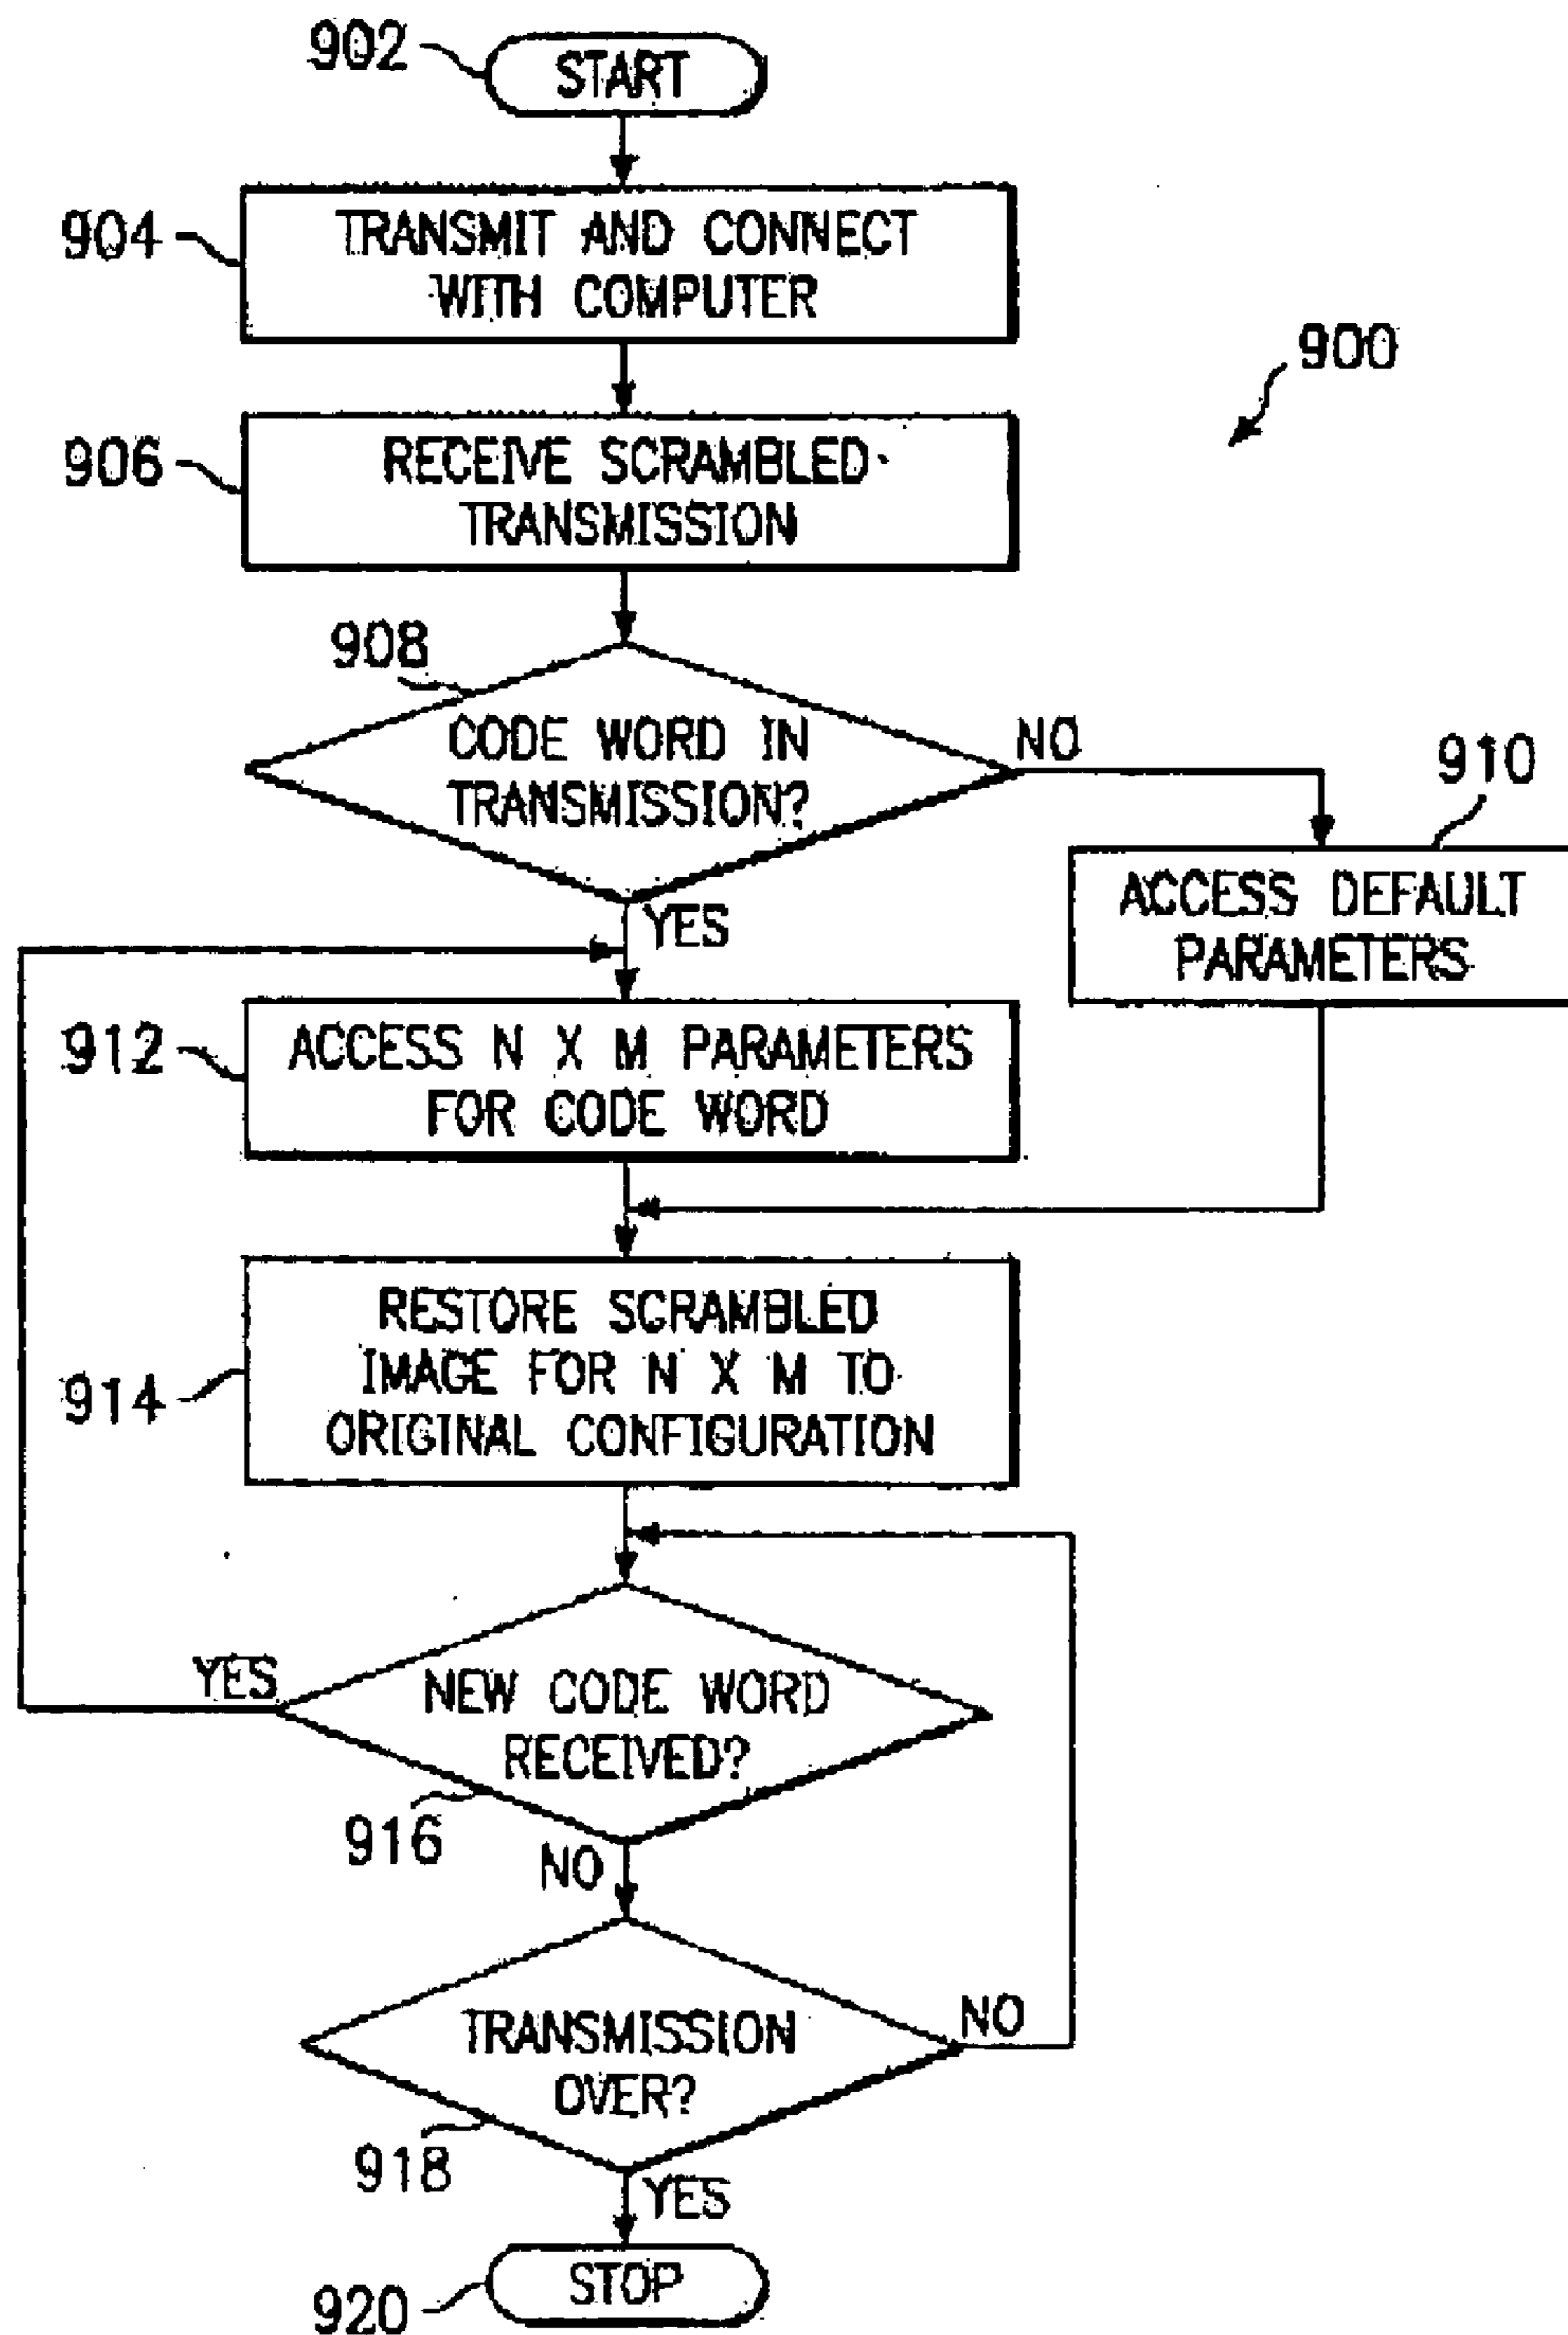 902
START
904
TRANSMIT AND CONNECT
WITH COMPUTER
900
906
RECEIVE SCRAMBLED
TRANSMISSION
908
CODE WORD IN
TRANSMISSION?
NO
910
ACCESS DEFAULT
PARAMETERS
YES
912
ACCESS N X M PARAMETERS
FOR CODE WORD
914
RESTORE SCRAMBLED
IMAGE FOR N X M TO
ORIGINAL CONFIGURATION
YES
NEW CODE WORD
RECEIVED?
916
NO
TRANSMISSION
OVER?
NO
918
YES
920
STOP